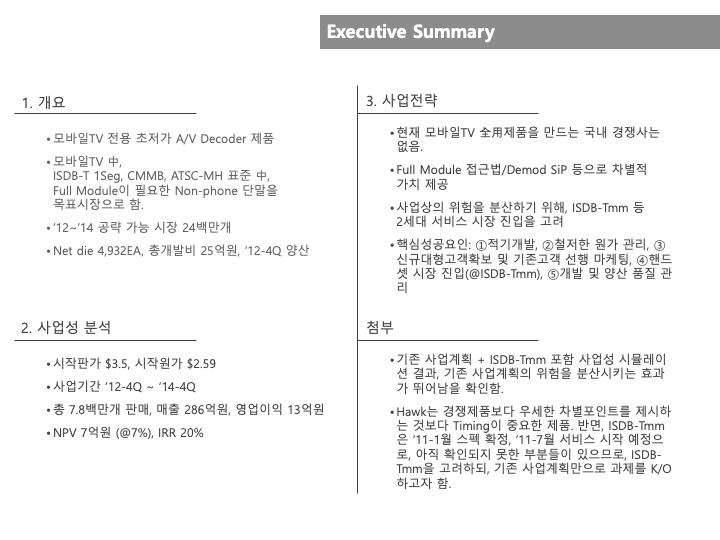 Executive Summary
1. 개요
•모바일TV 전용 초저가 A/V Decoder 제품
•모바일TV 中,
ISDB-T 1Seg, CMMB, ATSC-MH 표준 中,
Full Module이 필요한 Non-phone 단말을
목표시장으로 함.
•’12~’14 공략 가능 시장 24백만개
•Net die 4,932EA, 총개발비 25억원, ‘12-4Q 양산
2. 사업성 분석
•시작판가 $3.5, 시작원가 $2.59
•사업기간 ‘12-4Q ~ ‘14-4Q
•총 7.8백만개 판매, 매출 286억원, 영업이익 13억원
•NPV 7억원 (@7%), IRR 20%
3. 사업전략
•현재 모바일TV 全用제품을 만드는 국내 경쟁사는
없음.
•Full Module 접근법/Demod SiP 등으로 차별적
가치 제공
•사업상의 위험을 분산하기 위해, ISDB-Tmm 등
2세대 서비스 시장 진입을 고려
•핵심성공요인: ①적기개발, ②철저한 원가 관리, ③
신규대형고객확보 및 기존고객 선행 마케팅, ④핸드
셋 시장 진입(@ISDB-Tmm), ⑤개발 및 양산 품질 관
리
첨부
•기존 사업계획 + ISDB-Tmm 포함 사업성 시뮬레이
션 결과, 기존 사업계획의 위험을 분산시키는 효과
가 뛰어남을 확인함.
•Hawk는 경쟁제품보다 우세한 차별포인트를 제시하
는 것보다 Timing이 중요한 제품. 반면, ISDB-Tmm
은 ’11-1월 스펙 확정, ’11-7월 서비스 시작 예정으
로, 아직 확인되지 못한 부분들이 있으므로, ISDB-
Tmm을 고려하되, 기존 사업계획만으로 과제를 K/O
하고자 함.